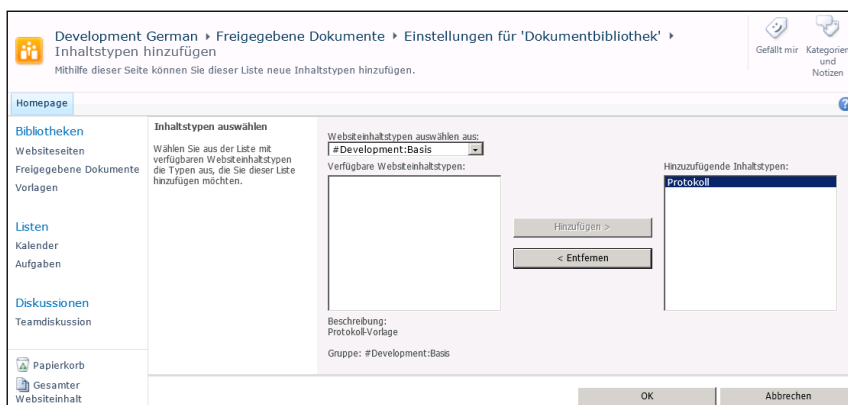 Development German ▸ Freigegebene Dokumente ▸ Einstellungen für 'Dokumentbibliothek' ▸
Inhaltstypen hinzufügen
Mithilfe dieser Seite können Sie dieser Liste neue Inhaltstypen hinzufügen.
Gefällt mir
Kategorien
und
Notizen
Homepage
Bibliotheken
Websiteseiten
Freigegebene Dokumente
Vorlagen
Listen
Kalender
Aufgaben
Diskussionen
Teamdiskussion
Papierkorb
Gesamter
Websiteinhalt
Inhaltstypen auswählen
Wählen Sie aus der Liste mit
verfügbaren Websiteinhaltstypen
die Typen aus, die Sie dieser Liste
hinzufügen möchten.
Websiteinhaltstypen auswählen aus:
#Development:Basis
Verfügbare Websiteinhaltstypen:
Hinzufügen >
< Entfernen
Hinzuzufügende Inhaltstypen:
Protokoll
Beschreibung:
Protokoll-Vorlage
Gruppe: #Development:Basis
OK
Abbrechen